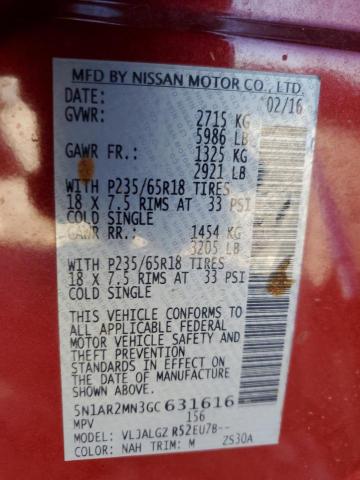 MFD BY NISSAN MOTOR CO., LTD.
DATE: 02/16
GVWR: 2715 KG
5986 LB
GAWR FR: 1325 KG
2921 LB
WITH P235/65R18 TIRES
18 X 7.5 RIMS AT 33 PSI
COLD SINGLE
GAWR RR: 1454 KG
3205 LB
WITH P235/65R18 TIRES
18 X 7.5 RIMS AT 33 PSI
COLD SINGLE
THIS VEHICLE CONFORMS TO
ALL APPLICABLE FEDERAL
MOTOR VEHICLE SAFETY AND
THEFT PREVENTION
STANDARDS IN EFFECT ON
THE DATE OF MANUFACTURE
SHOWN ABOVE.
5N1AR2MN3GC631616
MPV 156
MODEL: VLJALGZ R52EU7B--
COLOR: NAH TRIM: M 2S30A